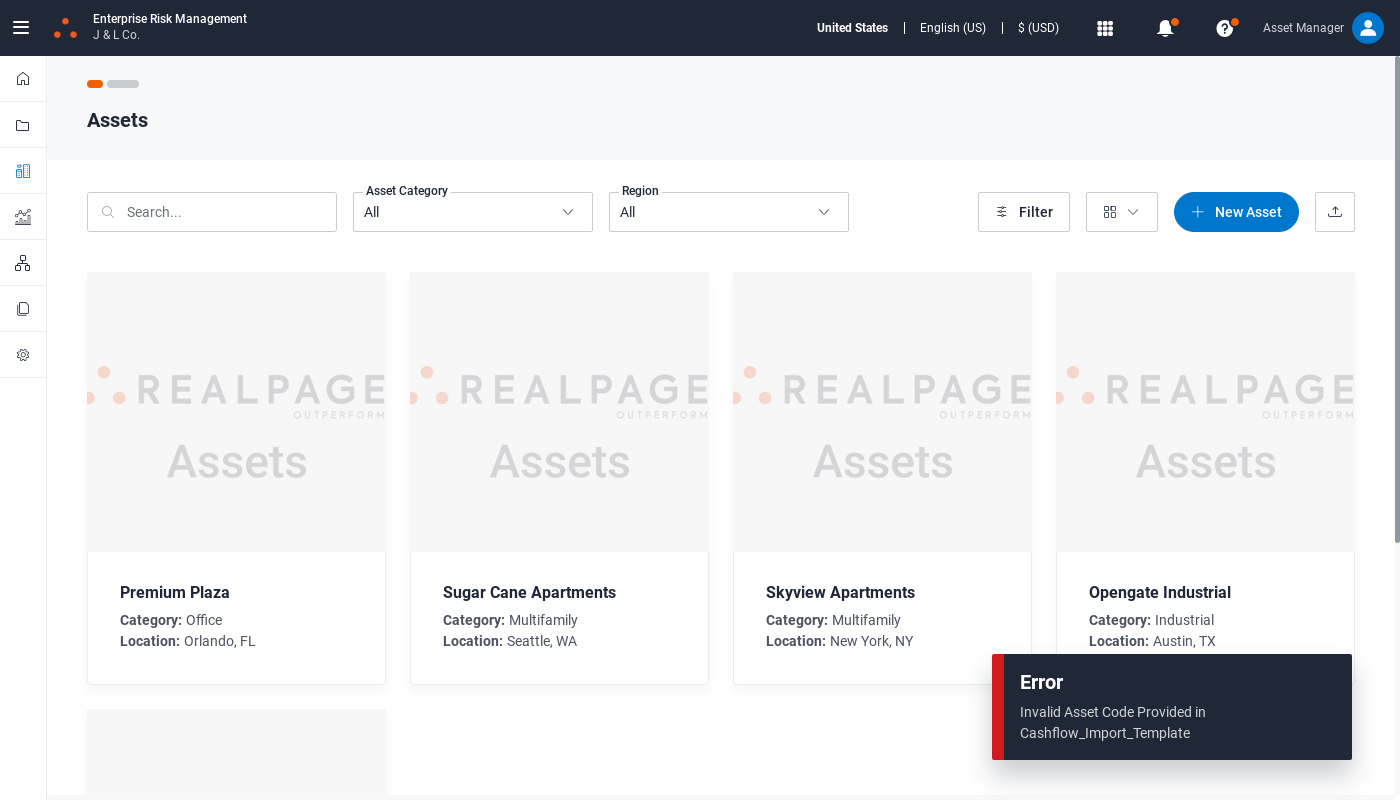 Enterprise Risk Management
J & L Co.
United States
English (US)
$ (USD)
Asset Manager
Assets
Search...
Asset Category
All
Region
All
Filter
New Asset
REALPAGE
OUTPERFORM
Assets
REALPAGE
OUTPERFORM
Assets
REALPAGE
OUTPERFORM
Assets
REALPAGE
OUTPERFORM
Assets
Premium Plaza
Category: Office
Location: Orlando, FL
Sugar Cane Apartments
Category: Multifamily
Location: Seattle, WA
Skyview Apartments
Category: Multifamily
Location: New York, NY
Opengate Industrial
Category: Industrial
Location: Austin, TX
Error
Invalid Asset Code Provided in
Cashflow_Import_Template